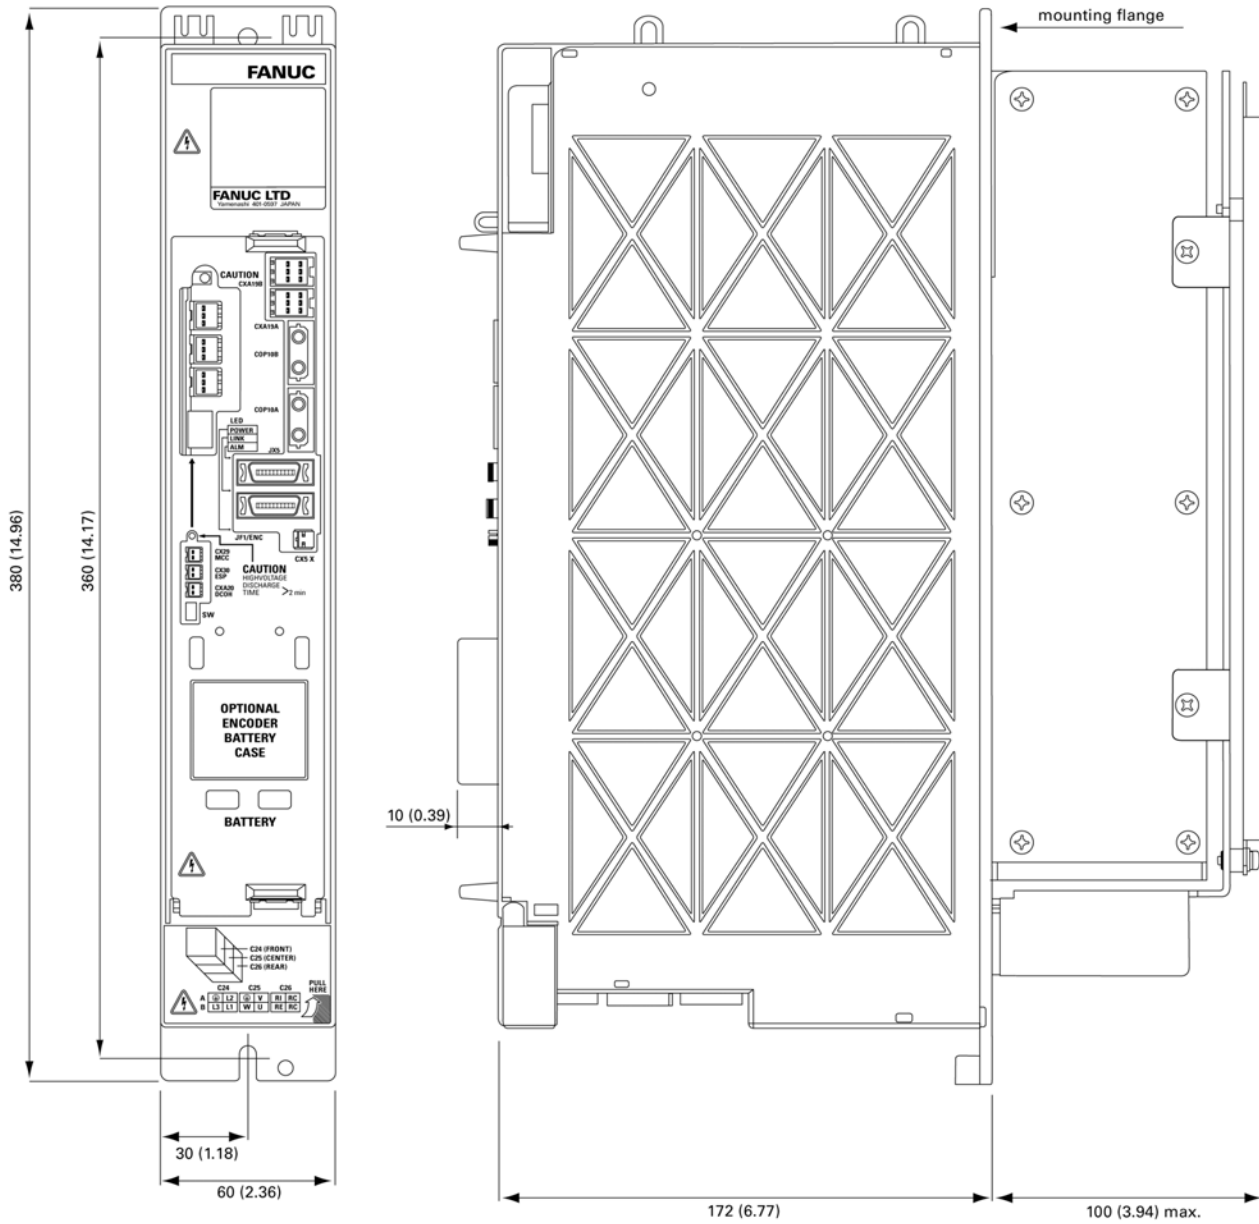 mounting flange
FANUC
FANUC LTD
Yamanashi 401-0597 JAPAN
CAUTION
CXA19B
CXA19A
COP10B
COP10A
LED
POWER
LINK
ALM
JX5
JF1/ENC
CX5 X
CX29
MCC
CX30
ESP
CXA20
DCOH
SW
CAUTION
HIGHVOLTAGE
DISCHARGE
TIME >2 min
OPTIONAL
ENCODER
BATTERY
CASE
BATTERY
C24 (FRONT)
C25 (CENTER)
C26 (REAR)
C24 C25 C26
PULL
HERE
A L2 V RI RC
B L3 L1 W U RE RC
380 (14.96)
360 (14.17)
30 (1.18)
60 (2.36)
10 (0.39)
172 (6.77)
100 (3.94) max.